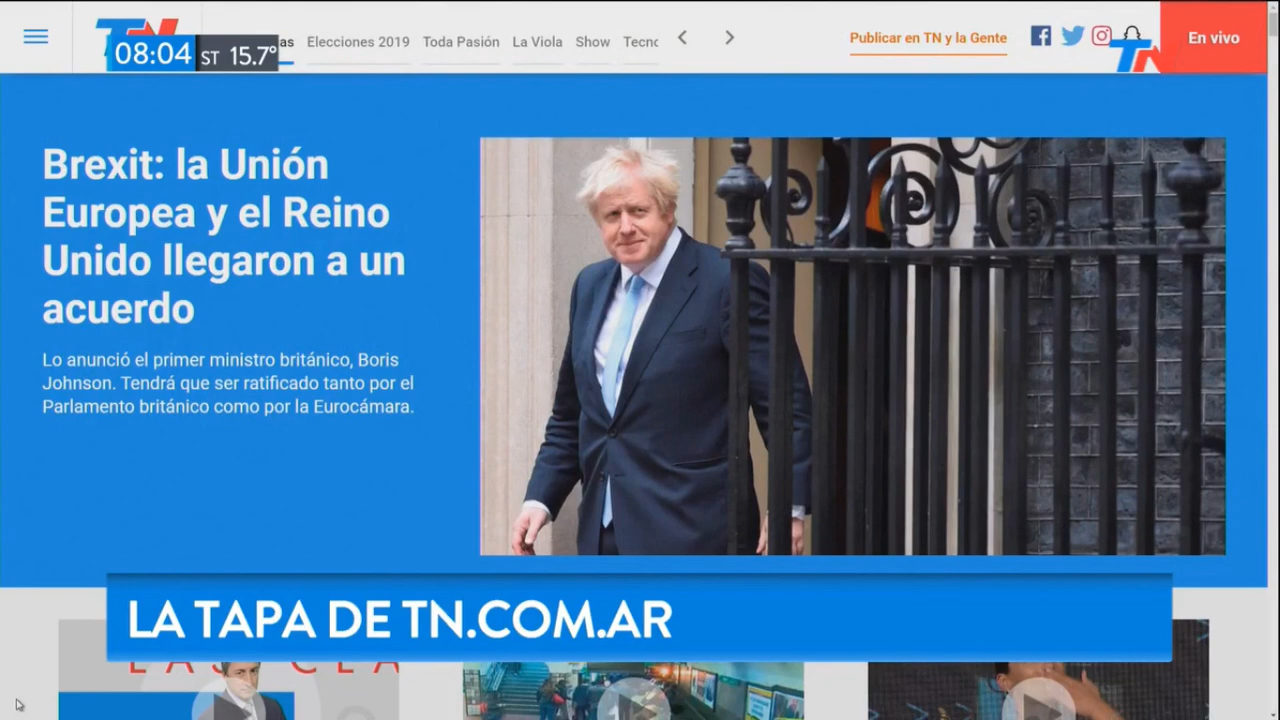 TN
08:04 ST 15.7°
as Elecciones 2019 Toda Pasión La Viola Show Tecno
Publicar en TN y la Gente
En vivo
TN
Brexit: la Unión
Europea y el Reino
Unido llegaron a un
acuerdo
Lo anunció el primer ministro británico, Boris
Johnson. Tendrá que ser ratificado tanto por el
Parlamento británico como por la Eurocámara.
LA TAPA DE TN.COM.AR